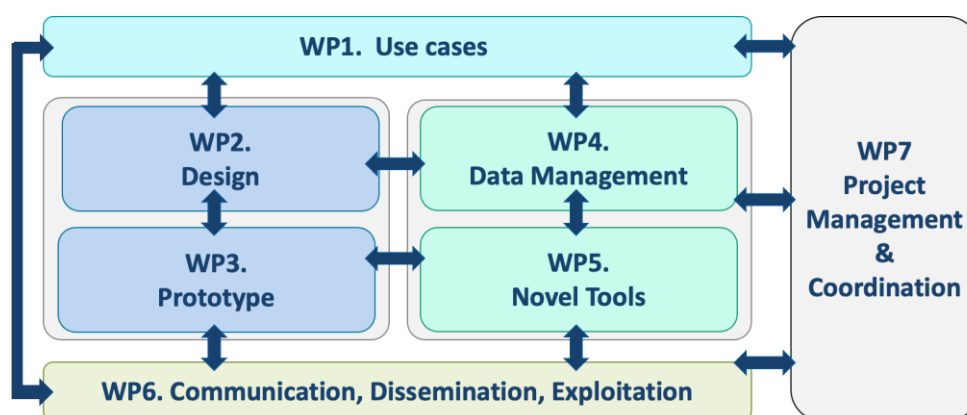 WP1.  Use cases
WP2.
Design
WP4.
Data Management
WP3.
Prototype
WP5.
Novel Tools
WP6. Communication, Dissemination, Exploitation
WP7
Project
Management
&
Coordination